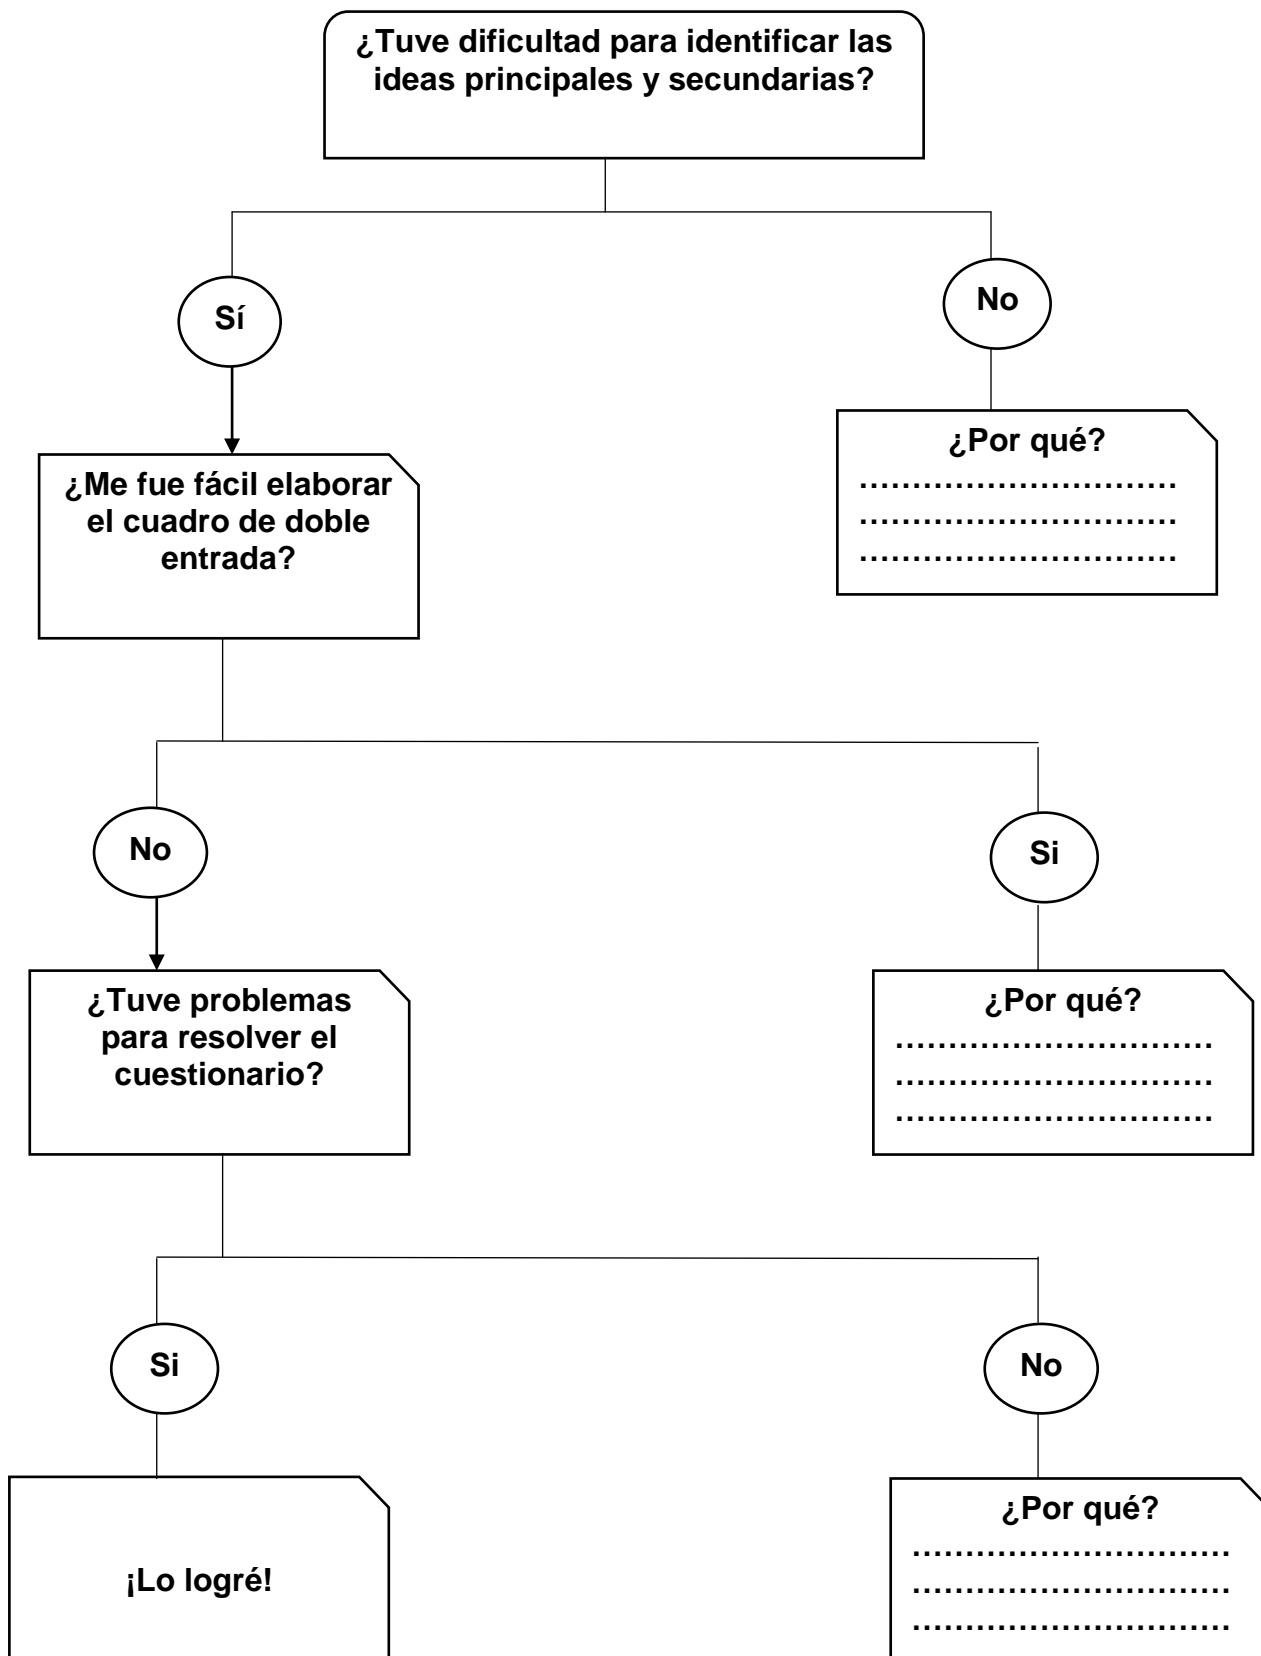 ¿Tuve dificultad para identificar las
ideas principales y secundarias?
Sí
No
¿Por qué?
..............................
..............................
..............................
¿Me fue fácil elaborar
el cuadro de doble
entrada?
No
Si
¿Tuve problemas
para resolver el
cuestionario?
¿Por qué?
..............................
..............................
..............................
Si
No
¡Lo logré!
¿Por qué?
..............................
..............................
..............................